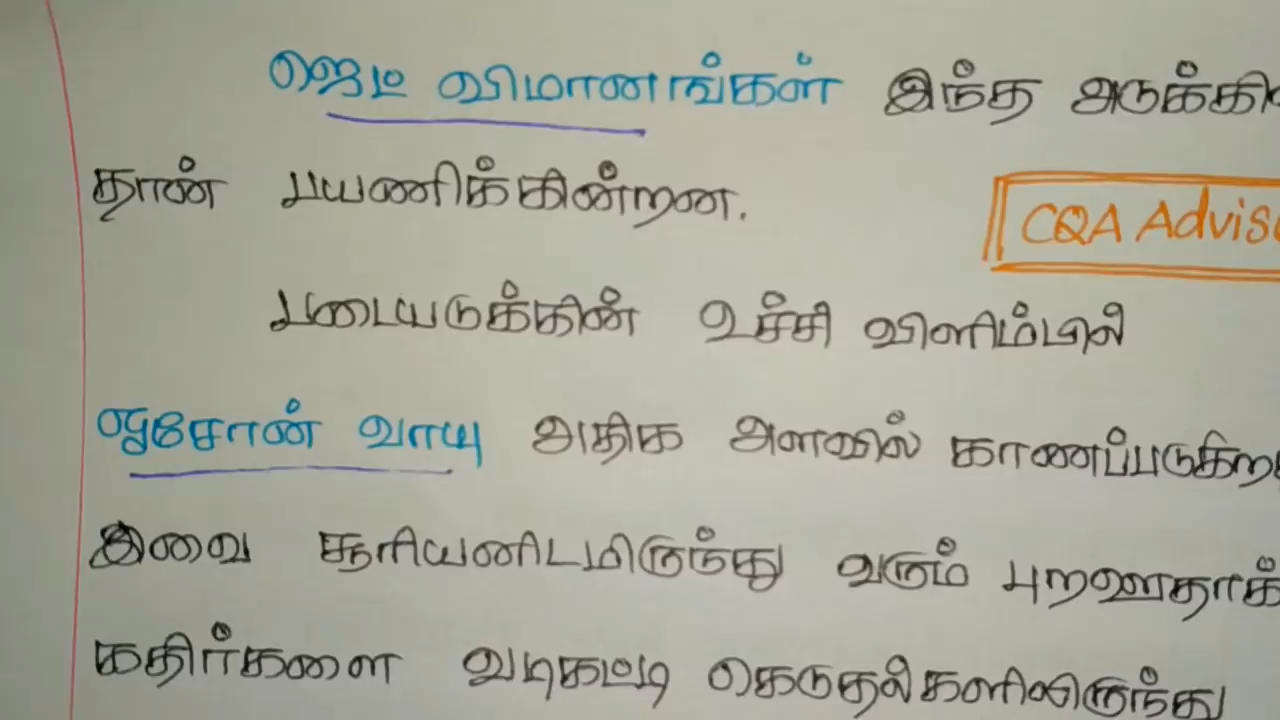 ஜெட் விமானங்கள் இந்த அடுக்கி
தான் பயணிக்கின்றன.
CQA Advis
படையடுக்கின் உச்சி விளிம்பில்
ஓசோன் வாயு அதிக அளவில் காணப்படுகிற
இவை சூரியனிடமிருந்து வரும் புறஊதாக்
கதிர்களை வடிகட்டி கெடுதல்களிலிருந்து